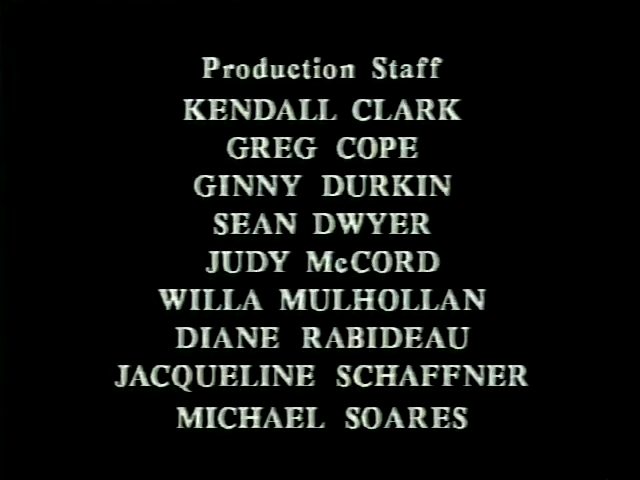 Production Staff
KENDALL CLARK
GREG COPE
GINNY DURKIN
SEAN DWYER
JUDY McCORD
WILLA MULHOLLAN
DIANE RABIDEAU
JACQUELINE SCHAFFNER
MICHAEL SOARES